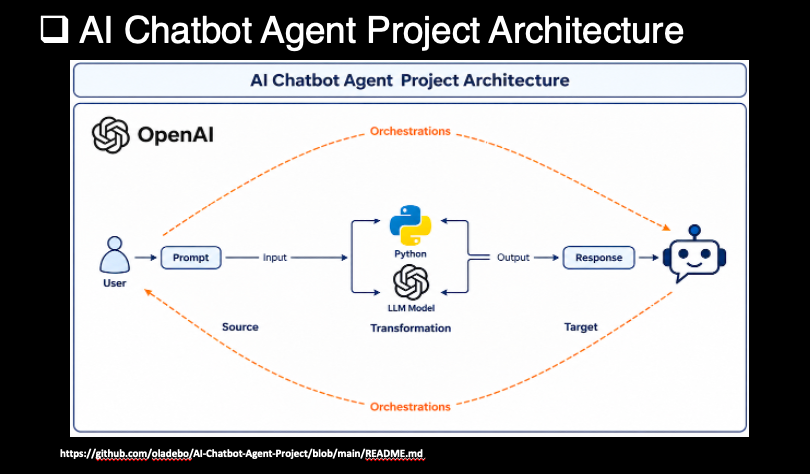 AI Chatbot Agent Project Architecture
AI Chatbot Agent Project Architecture
OpenAI
Orchestrations
User
Prompt
Input
Python
LLM Model
Transformation
Output
Response
Source
Target
Orchestrations
https://github.com/oladebo/AI-Chatbot-Agent-Project/blob/main/README.md